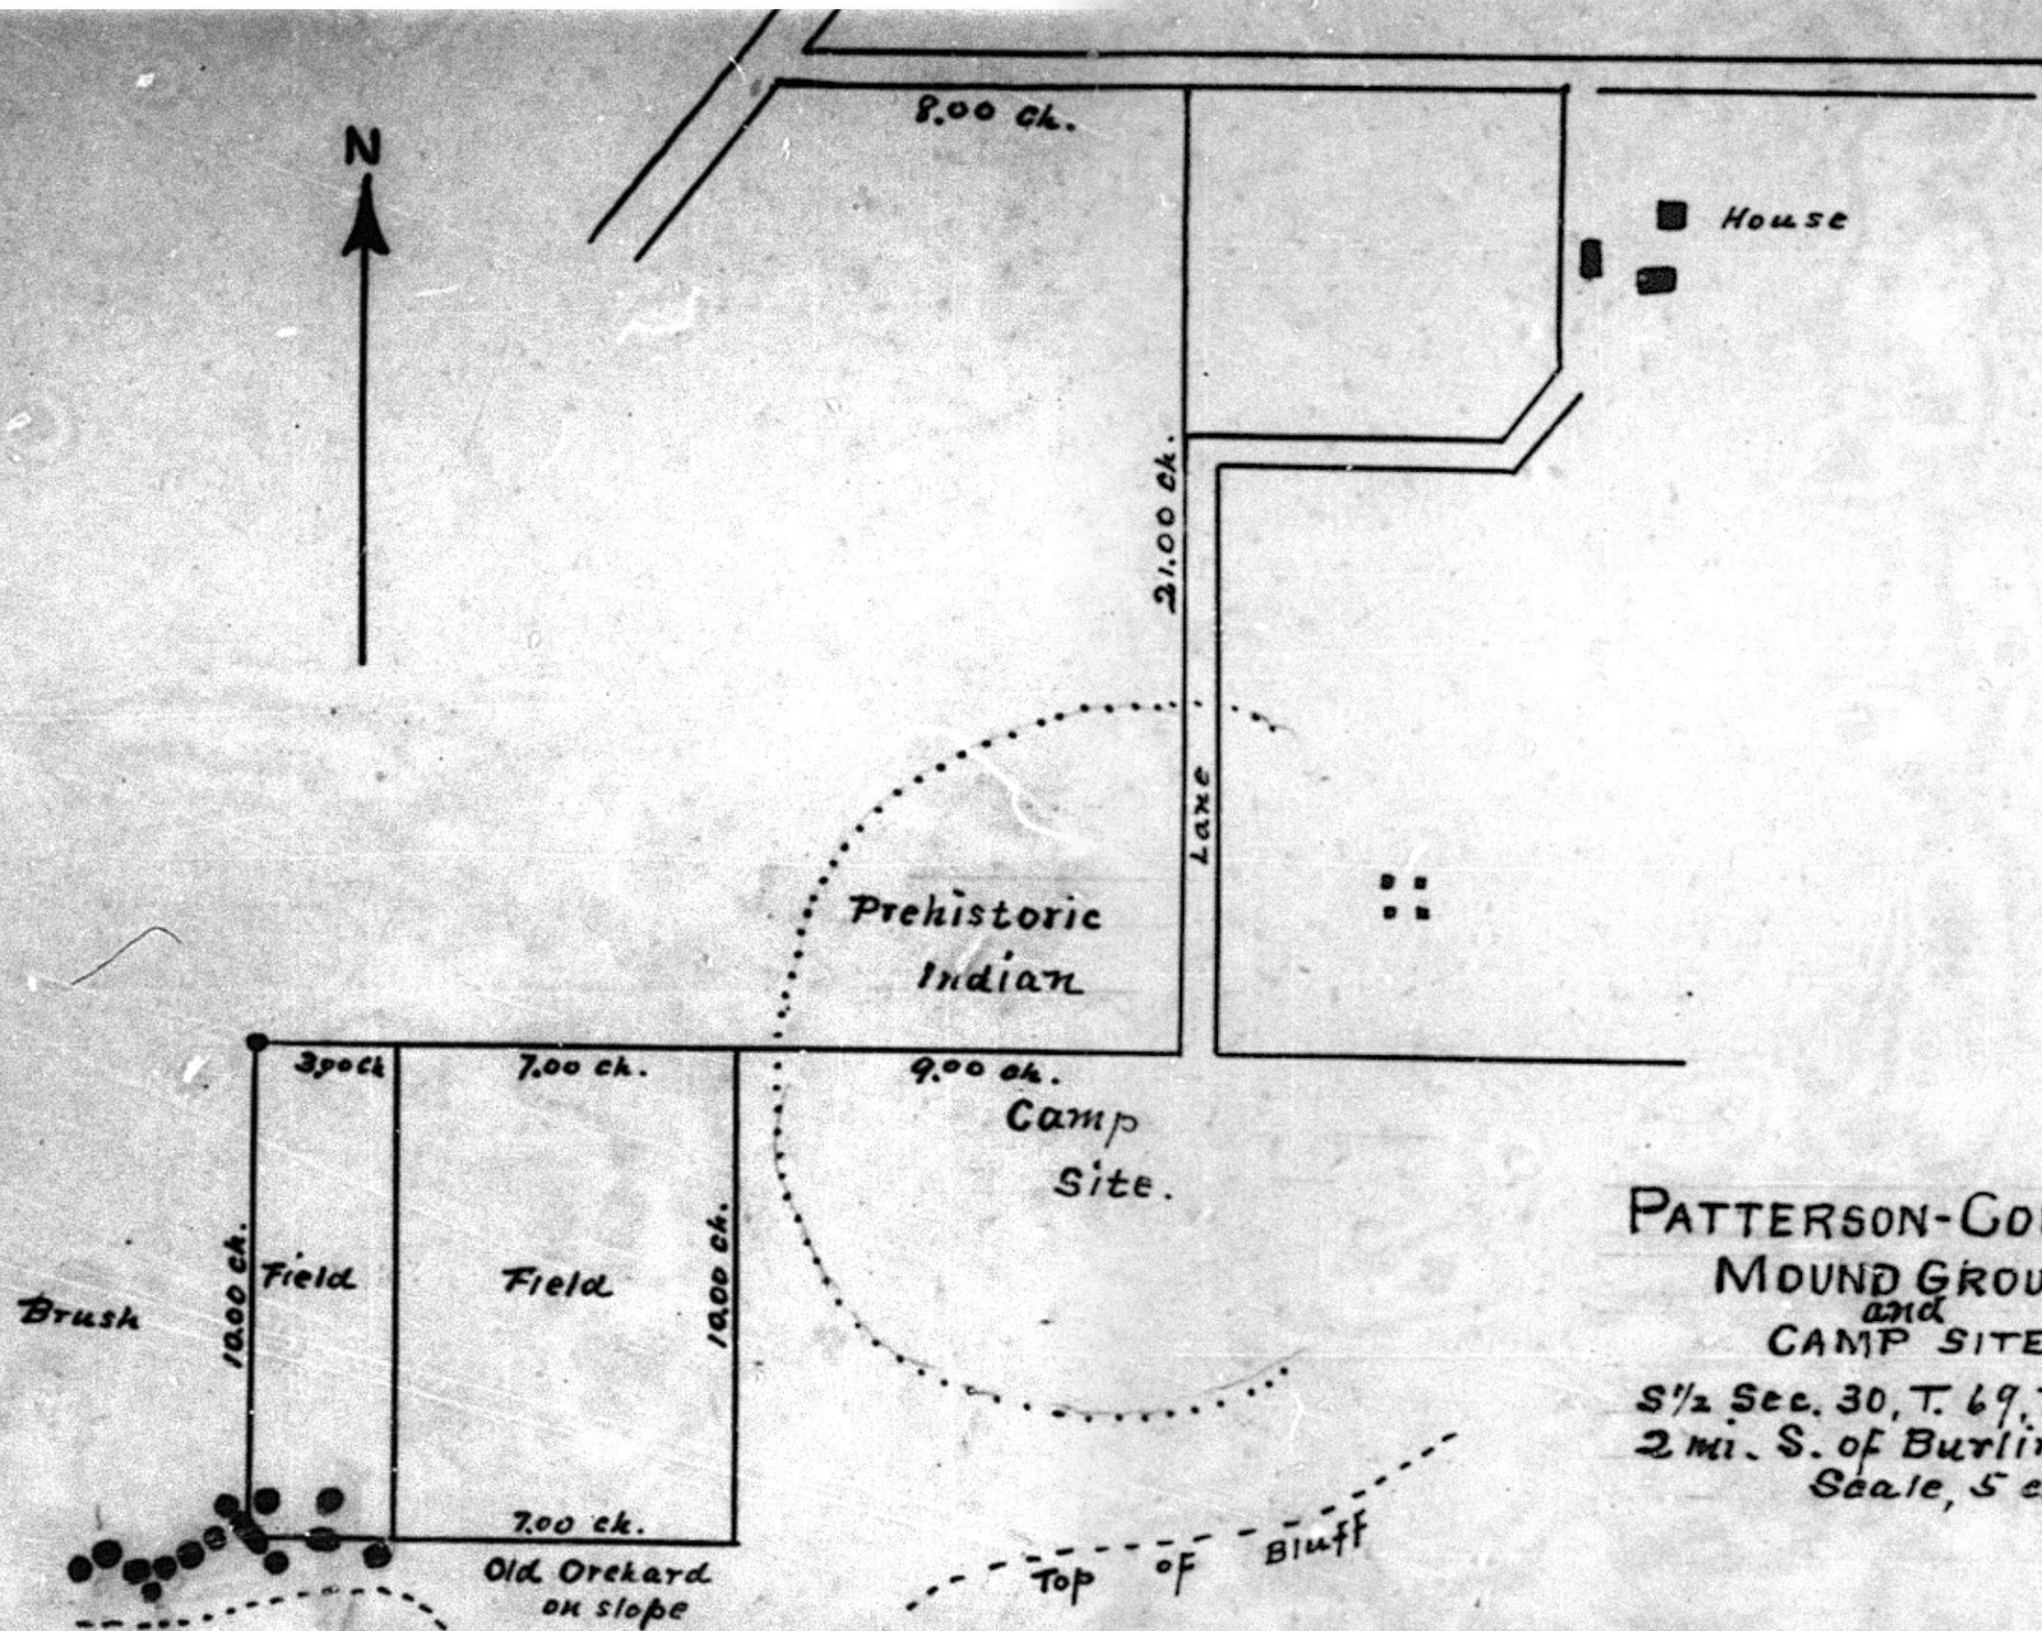 N
8.00 Ch.
House
21.00 Ch.
Lane
Prehistoric
Indian
3.00 Ch
7.00 Ch.
9.00 Ch.
Camp
Site.
10.00 Ch.
Field
Field
10.00 Ch.
Brush
7.00 Ch.
Old Orchard
on slope
Top of Bluff
PATTERSON-
MOUND
and
CAMP SITE
S½ Sec. 30, T. 69,
2 mi. S. of
Scale, 5